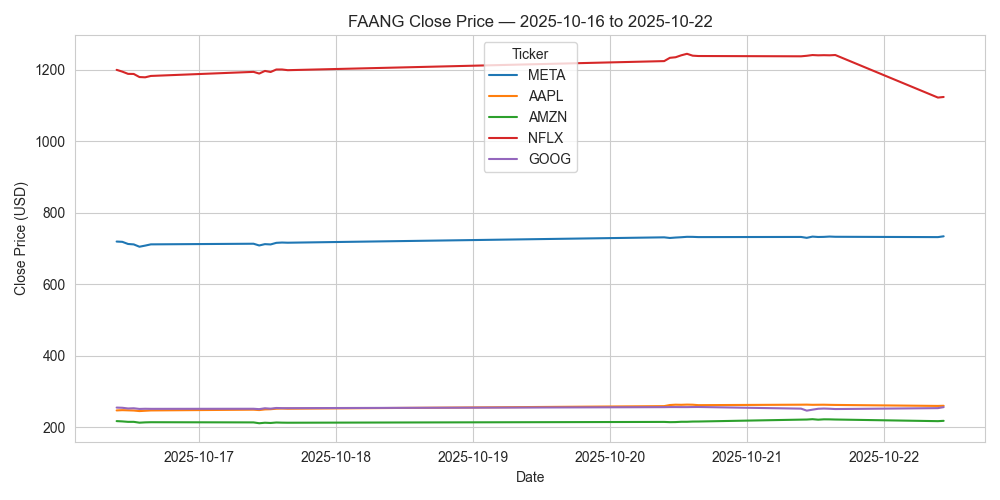 FAANG Close Price — 2025-10-16 to 2025-10-22
Close Price (USD)
1200
1000
800
600
400
200
Ticker
META
AAPL
AMZN
NFLX
GOOG
2025-10-17
2025-10-18
2025-10-19
2025-10-20
2025-10-21
2025-10-22
Date